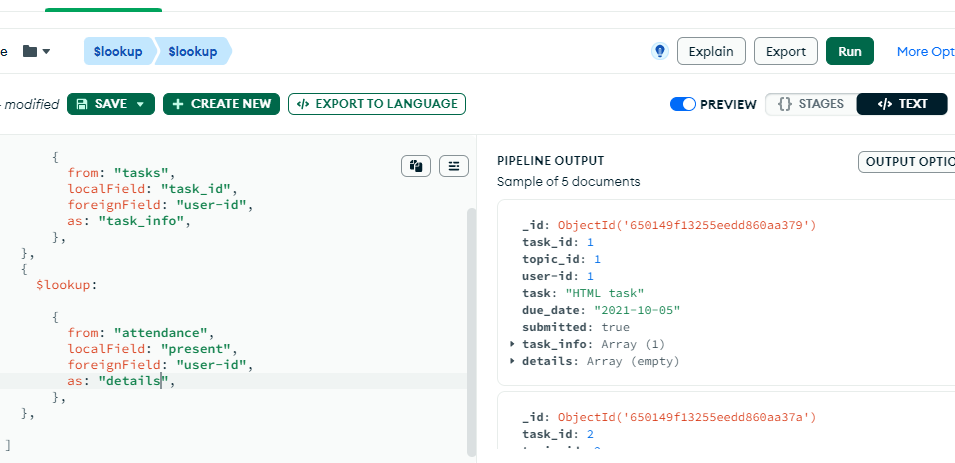 e
$lookup
$lookup
Explain
Export
Run
More Opt
- modified
SAVE
+ CREATE NEW
</> EXPORT TO LANGUAGE
PREVIEW
{} STAGES
</> TEXT
{
from: "tasks",
localField: "task_id",
foreignField: "user-id",
as: "task_info",
},
},
{
$lookup:
{
from: "attendance",
localField: "present",
foreignField: "user-id",
as: "details",
},
},
]
PIPELINE OUTPUT
OUTPUT OPTIO
Sample of 5 documents
_id: ObjectId('650149f13255eedd860aa379')
task_id: 1
topic_id: 1
user-id: 1
task: "HTML task"
due_date: "2021-10-05"
submitted: true
task_info: Array (1)
details: Array (empty)
_id: ObjectId('650149f13255eedd860aa37a')
task_id: 2